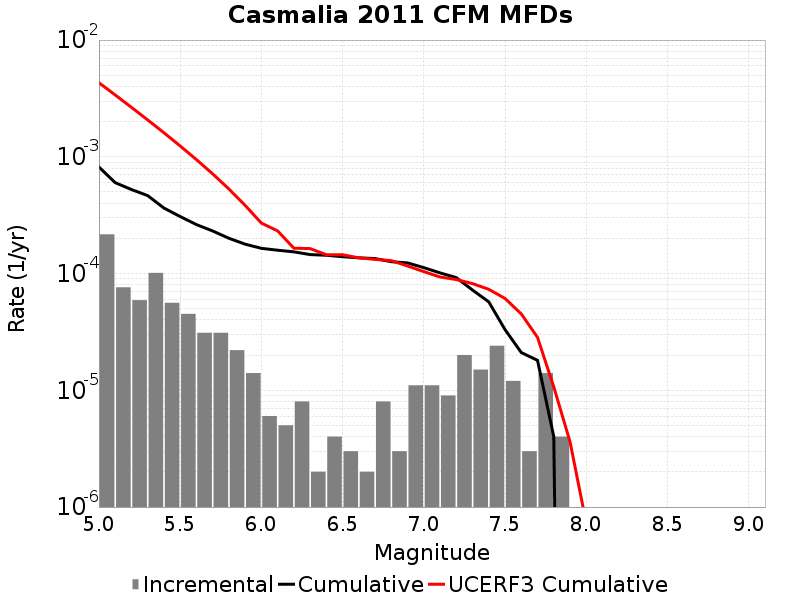 Casmalia 2011 CFM MFDs
10-2
10-3
10-4
10-5
10-6
Rate (1/yr)
5.0 5.5 6.0 6.5 7.0 7.5 8.0 8.5 9.0
Magnitude
Incremental Cumulative UCERF3 Cumulative